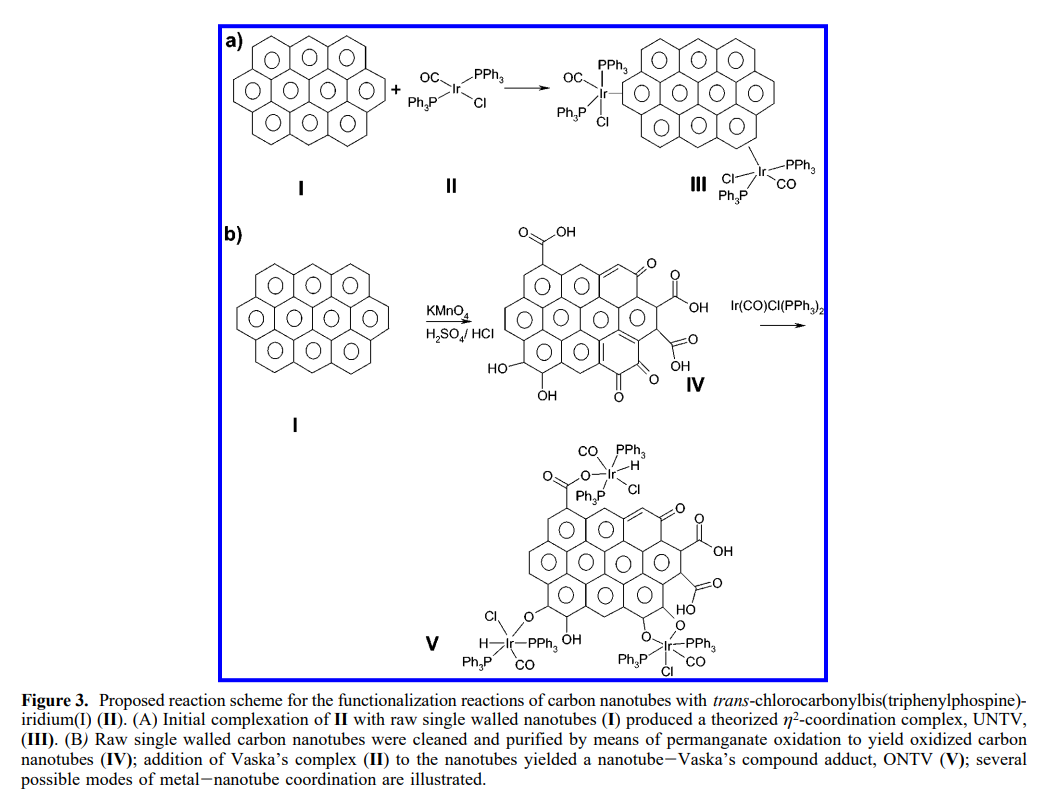 a)
OC
PPh3
Ir
Ph3P
Cl
+
I
II
PPh3
OC
Ir
Ph3P
Cl
III
Cl
Ir
PPh3
CO
Ph3P
b)
I
KMnO4
H2SO4/ HCl
O
OH
O
O
OH
O
OH
O
O
HO
OH
IV
Ir(CO)Cl(PPh3)2
CO
PPh3
H
O
O
Ir
Cl
Ph3P
O
O
OH
O
HO
Cl
O
H
Ir
PPh3
OH
Ph3P
CO
O
O
Ir
PPh3
Ph3P
CO
Cl
V
Figure 3. Proposed reaction scheme for the functionalization reactions of carbon nanotubes with trans-chlorocarbonylbis(triphenylphospine)-
iridium(I) (II). (A) Initial complexation of II with raw single walled nanotubes (I) produced a theorized η2-coordination complex, UNTV,
(III). (B) Raw single walled carbon nanotubes were cleaned and purified by means of permanganate oxidation to yield oxidized carbon
nanotubes (IV); addition of Vaska's complex (II) to the nanotubes yielded a nanotube−Vaska's compound adduct, ONTV (V); several
possible modes of metal−nanotube coordination are illustrated.